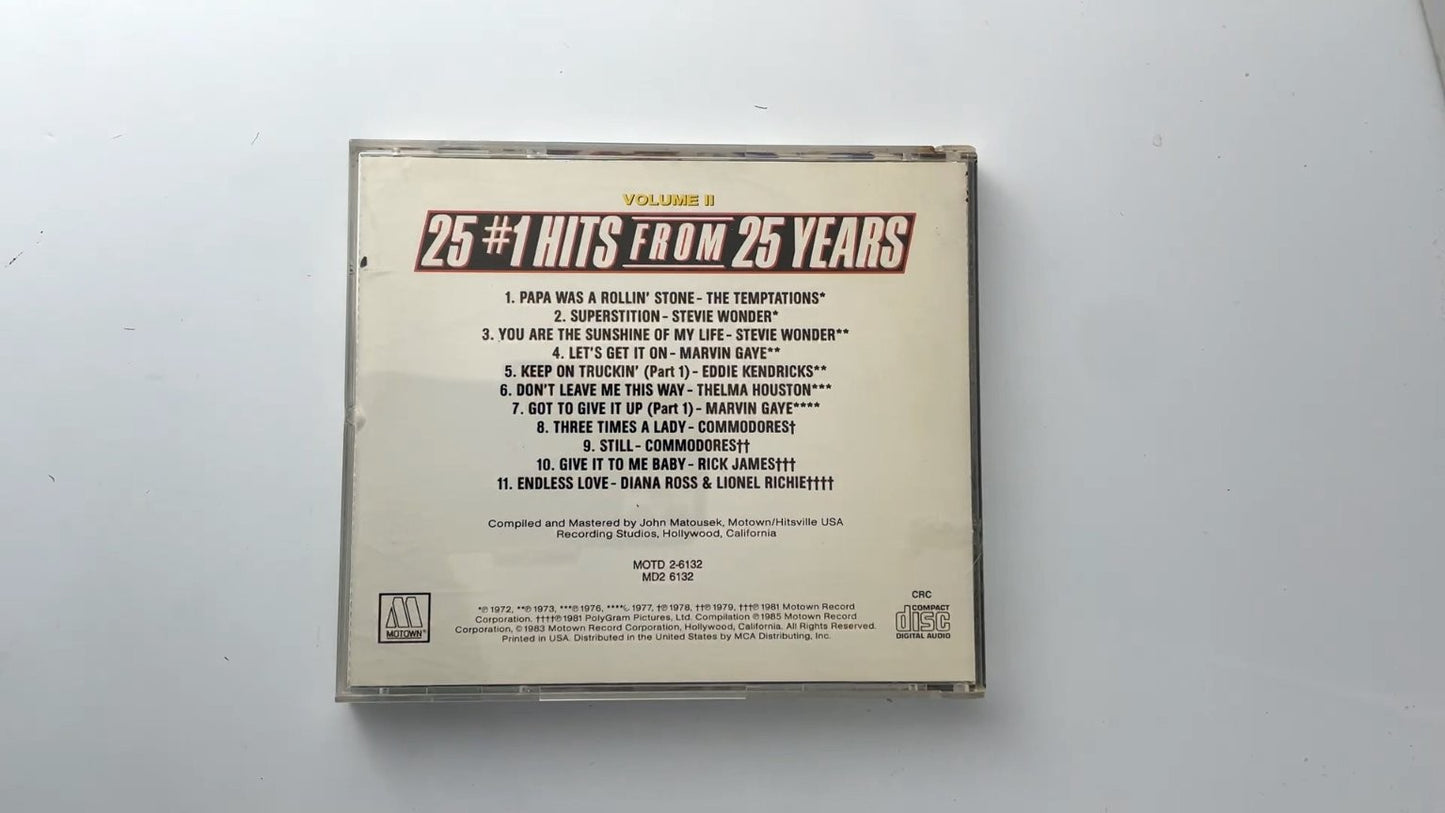 VOLUME II
25 #1 HITS FROM 25 YEARS
1. PAPA WAS A ROLLIN' STONE - THE TEMPTATIONS*
2. SUPERSTITION - STEVIE WONDER*
3. YOU ARE THE SUNSHINE OF MY LIFE - STEVIE WONDER**
4. LET'S GET IT ON - MARVIN GAYE**
5. KEEP ON TRUCKIN' (Part 1) - EDDIE KENDRICKS**
6. DON'T LEAVE ME THIS WAY - THELMA HOUSTON***
7. GOT TO GIVE IT UP (Part 1) - MARVIN GAYE****
8. THREE TIMES A LADY - COMMODORES†
9. STILL - COMMODORES††
10. GIVE IT TO ME BABY - RICK JAMES†††
11. ENDLESS LOVE - DIANA ROSS & LIONEL RICHIE††††
Compiled and Mastered by John Matousek, Motown/Hitsville USA
Recording Studios, Hollywood, California
MOTD 2-6132
MD2 6132
*℗ 1972, **℗ 1973, ***℗ 1976, ****℗ 1977, †℗ 1978, ††℗ 1979, †††℗ 1981 Motown Record
Corporation. ††††℗ 1981 PolyGram Pictures, Ltd. Compilation ℗ 1985 Motown Record
Corporation, © 1983 Motown Record Corporation, Hollywood, California. All Rights Reserved.
Printed in USA. Distributed in the United States by MCA Distributing, Inc.
M
MOTOWN™
CRC
COMPACT
disc
DIGITAL AUDIO